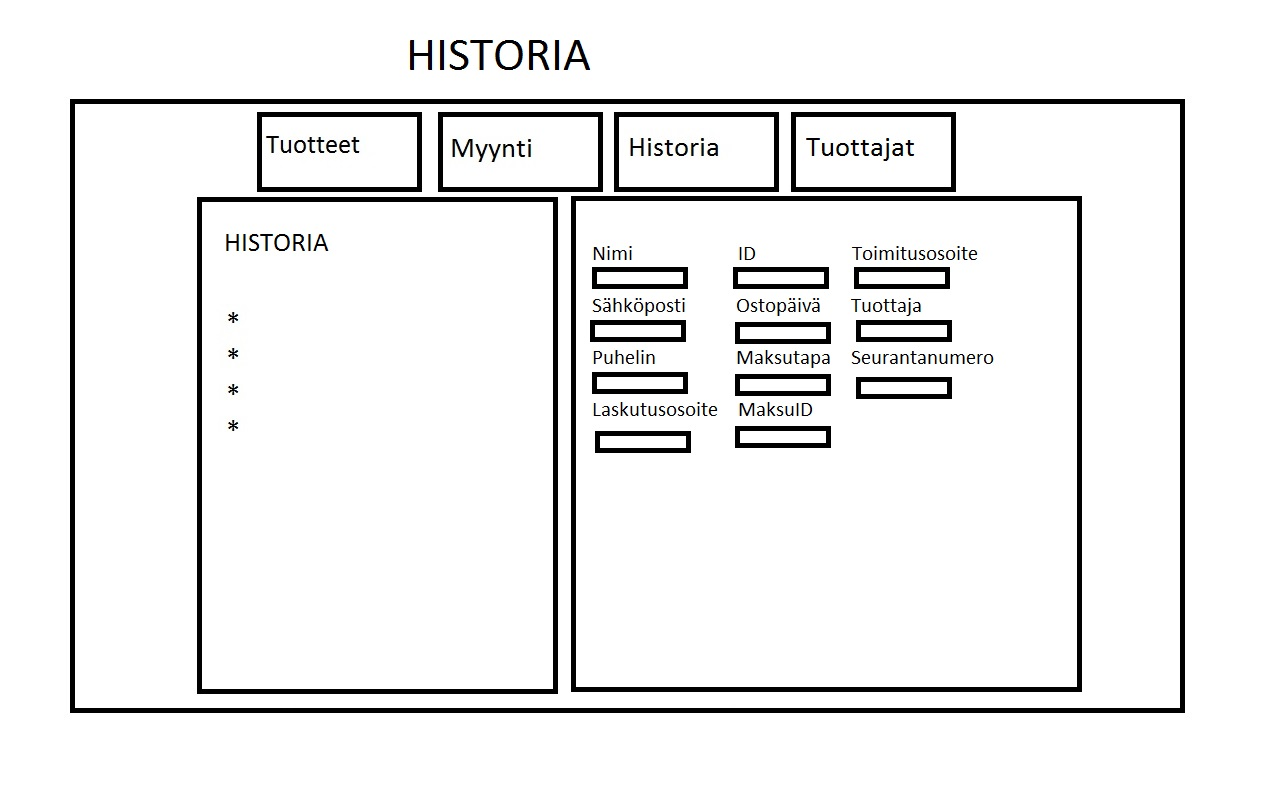 HISTORIA
Tuotteet
Myynti
Historia
Tuottajat
HISTORIA
*
*
*
*
Nimi ID Toimitusosoite
Sähköposti Ostopäivä Tuottaja
Puhelin Maksutapa Seurantanumero
Laskutusosoite MaksuID